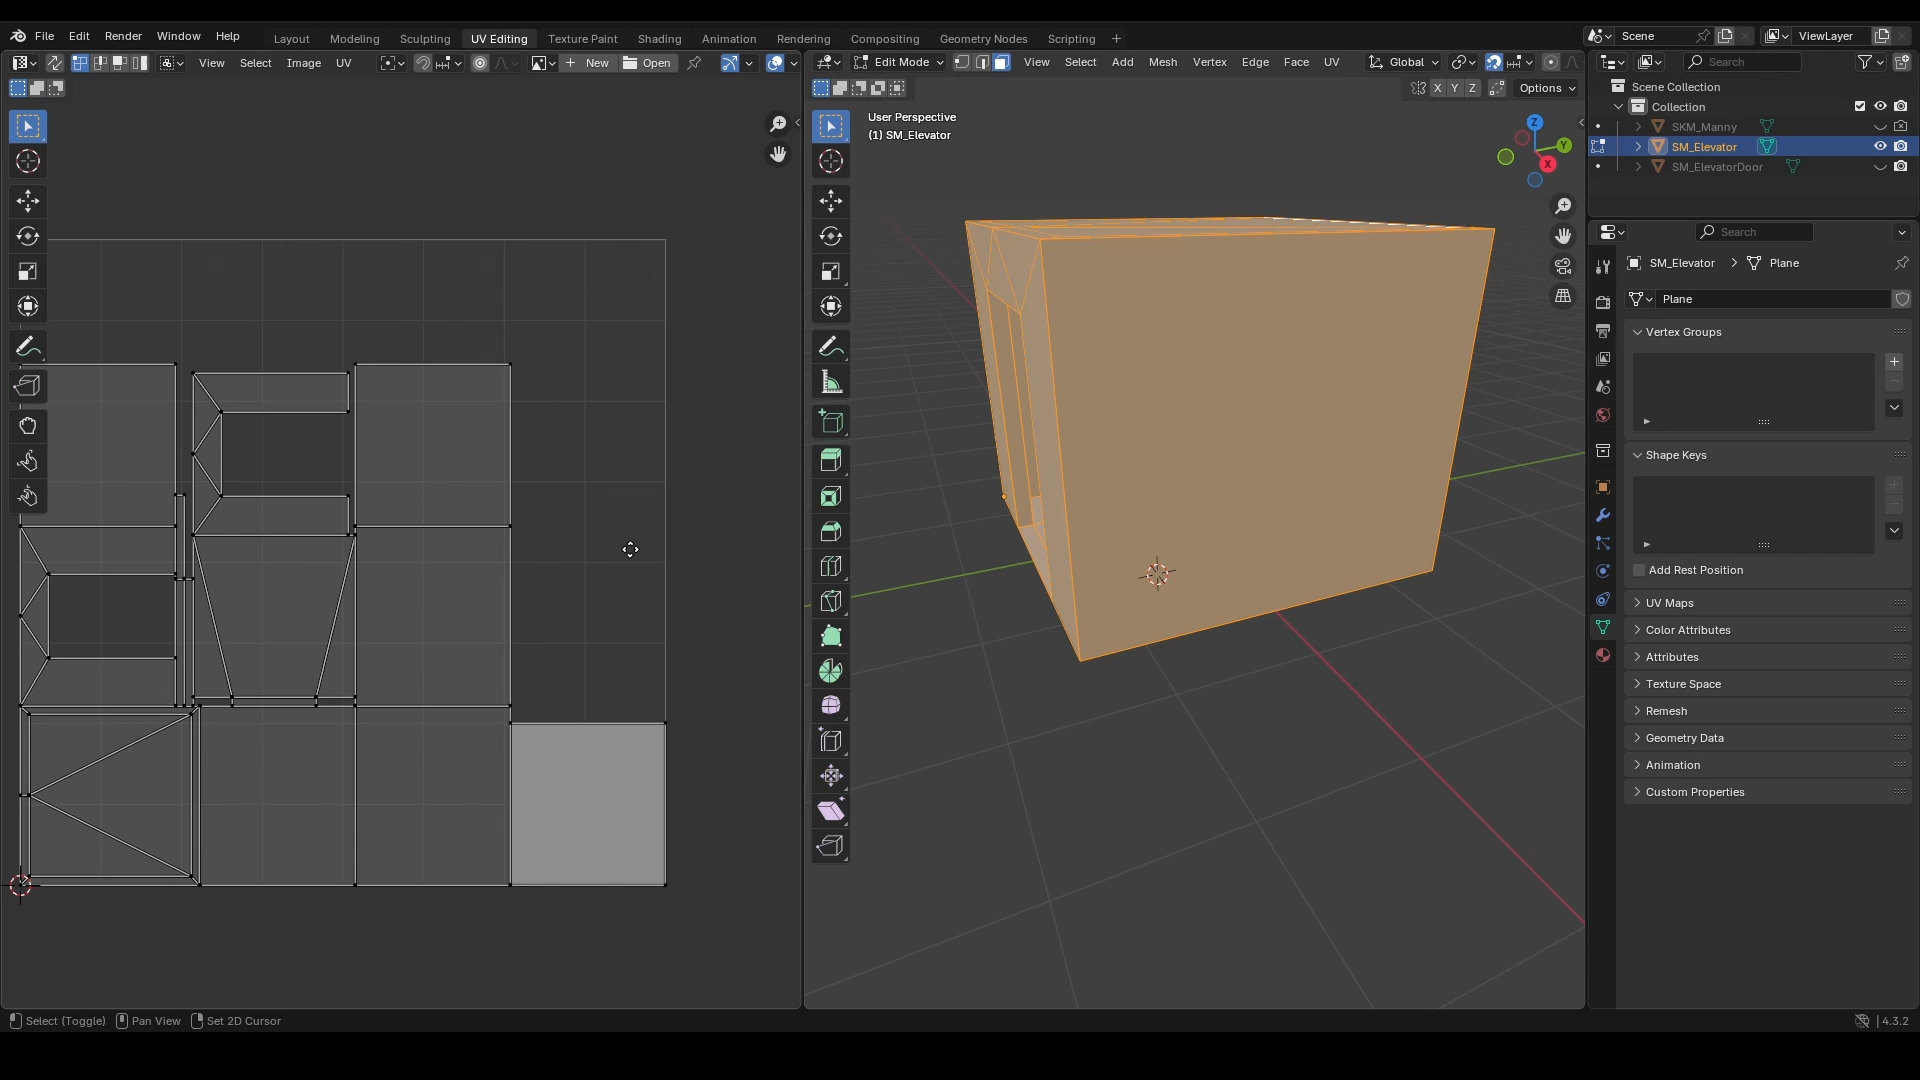 File Edit Render Window Help Layout Modeling Sculpting UV Editing Texture Paint Shading Animation Rendering Compositing Geometry Nodes Scripting + Scene ViewLayer
View Select Image UV New Open Edit Mode View Select Add Mesh Vertex Edge Face UV Global Search
X Y Z Options
Scene Collection
Collection
SKM_Manny
SM_Elevator
SM_ElevatorDoor
User Perspective
(1) SM_Elevator
Z
Y
X
Search
SM_Elevator > Plane
Plane
Vertex Groups
Shape Keys
Add Rest Position
UV Maps
Color Attributes
Attributes
Texture Space
Remesh
Geometry Data
Animation
Custom Properties
Select (Toggle) Pan View Set 2D Cursor 4.3.2